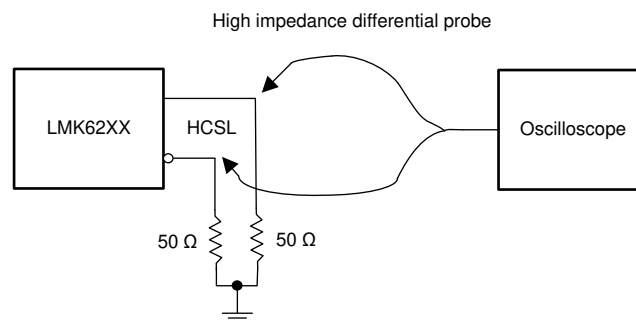 High impedance differential probe
LMK62XX
HCSL
Oscilloscope
50 Ω
50 Ω